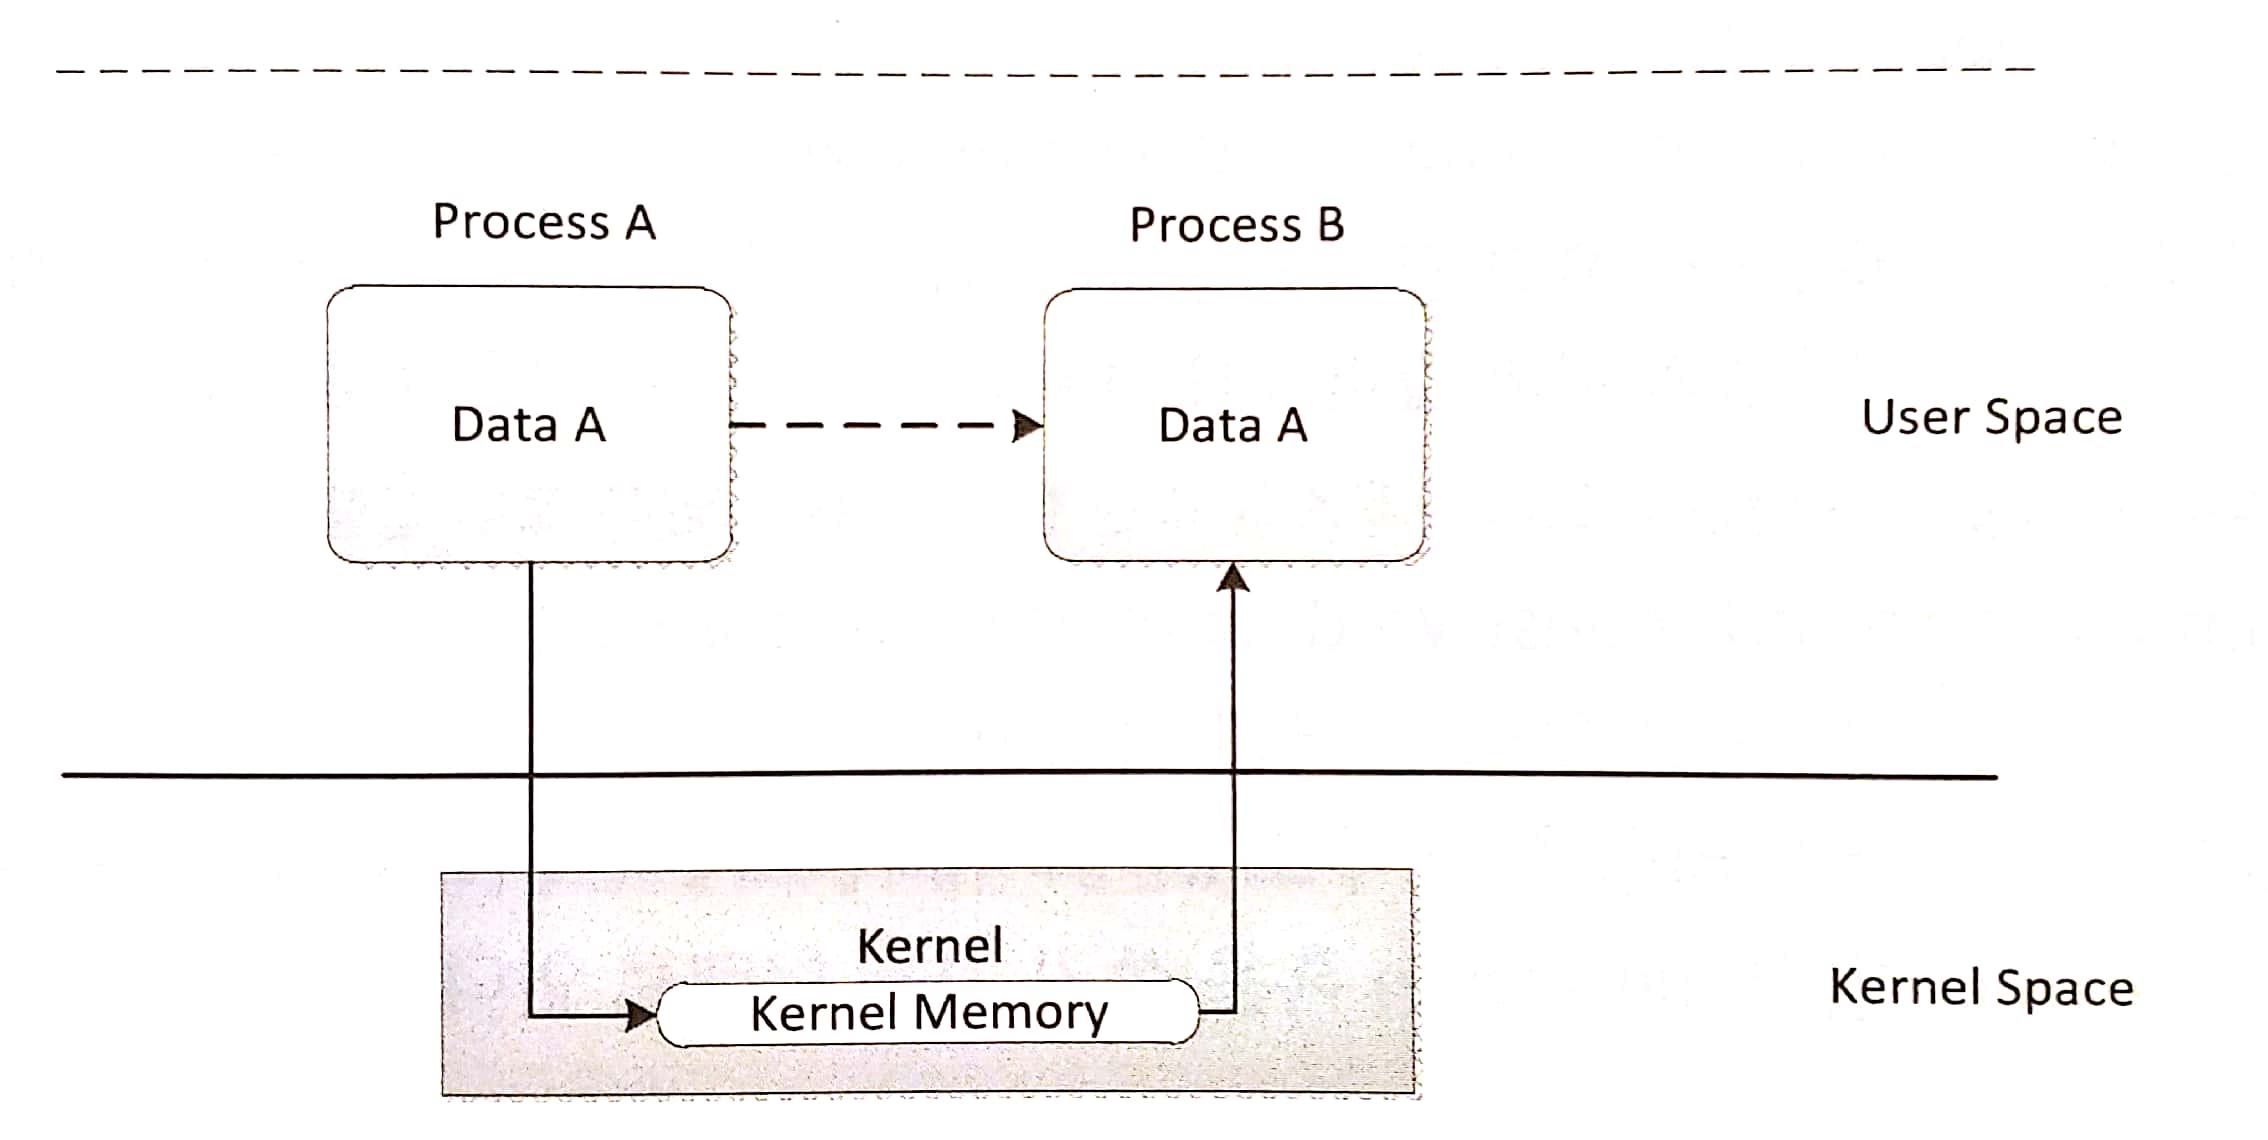 Process A
Process B
Data A
Data A
User Space
Kernel
Kernel Memory
Kernel Space